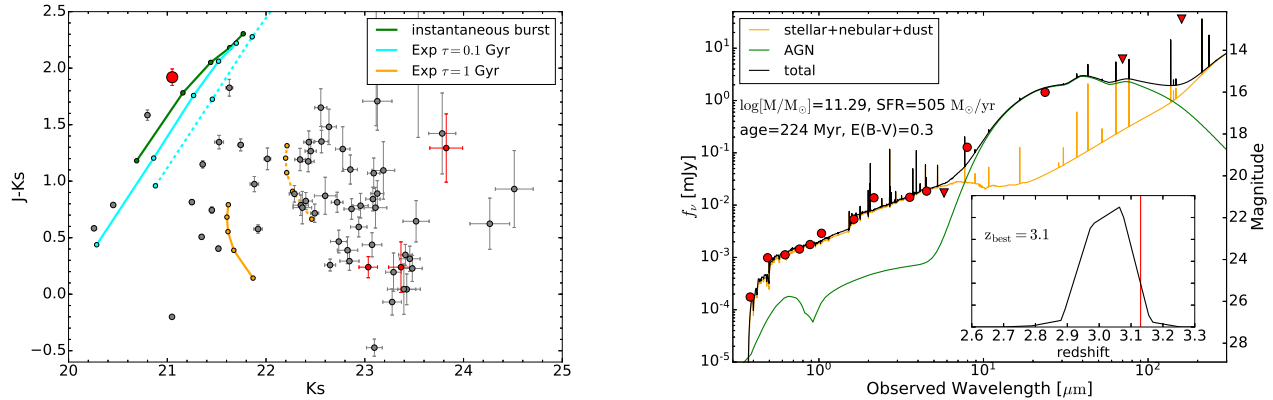 2.5
2.0
1.5
1.0
0.5
0.0
−0.5
J-Ks
20
21
22
23
24
25
Ks
instantaneous burst
Exp τ=0.1 Gyr
Exp τ=1 Gyr
10^1
10^0
10^-1
10^-2
10^-3
10^-4
10^-5
f_ν [mJy]
stellar+nebular+dust
AGN
total
log[M/M_⊙]=11.29, SFR=505 M_⊙/yr
age=224 Myr, E(B-V)=0.3
z_best = 3.1
2.6 2.7 2.8 2.9 3.0 3.1 3.2 3.3
redshift
10^0 10^1 10^2
Observed Wavelength [μm]
14
16
18
20
22
24
26
28
Magnitude